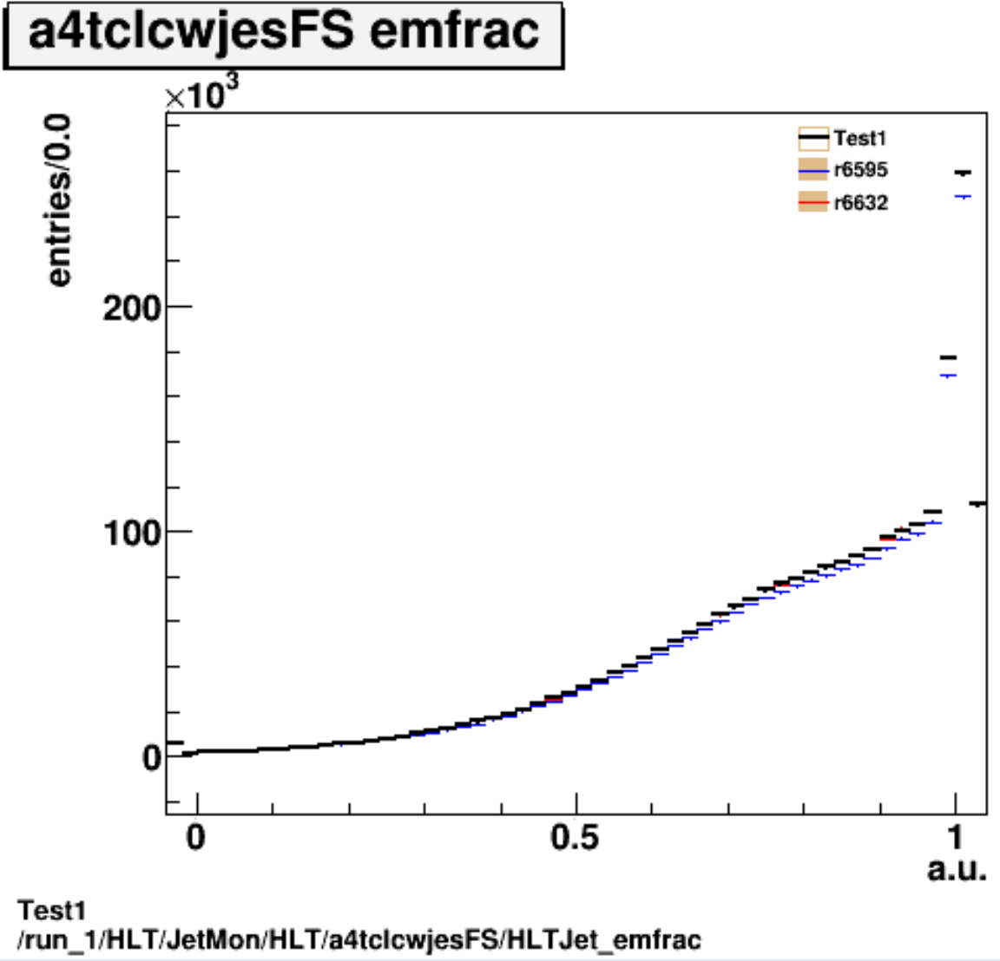 a4tclcwjesFS emfrac
×10³
entries/0.0
Test1
r6595
r6632
200
100
0
0 0.5 1
a.u.
Test1
/run_1/HLT/JetMon/HLT/a4tclcwjesFS/HLTJet_emfrac